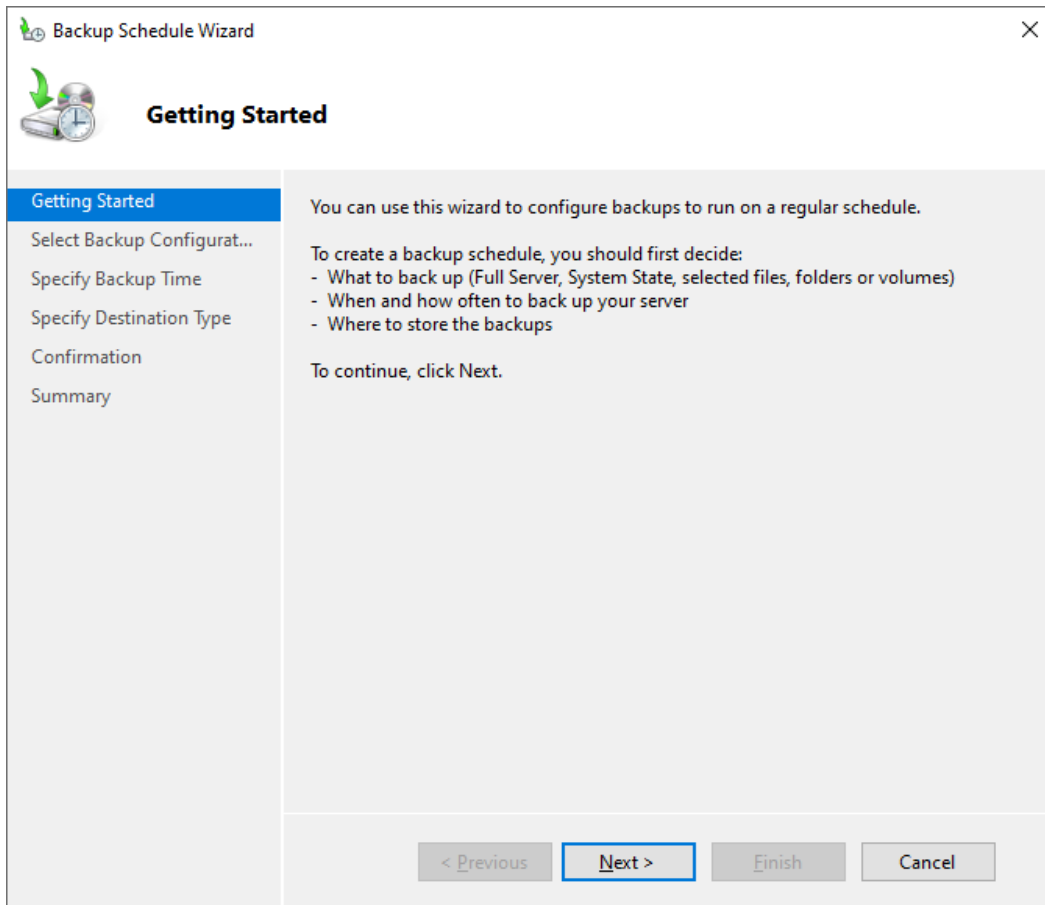 Backup Schedule Wizard
Getting Started
Getting Started
Select Backup Configurat...
Specify Backup Time
Specify Destination Type
Confirmation
Summary
You can use this wizard to configure backups to run on a regular schedule.
To create a backup schedule, you should first decide:
- What to back up (Full Server, System State, selected files, folders or volumes)
- When and how often to back up your server
- Where to store the backups
To continue, click Next.
< Previous
Next >
Finish
Cancel